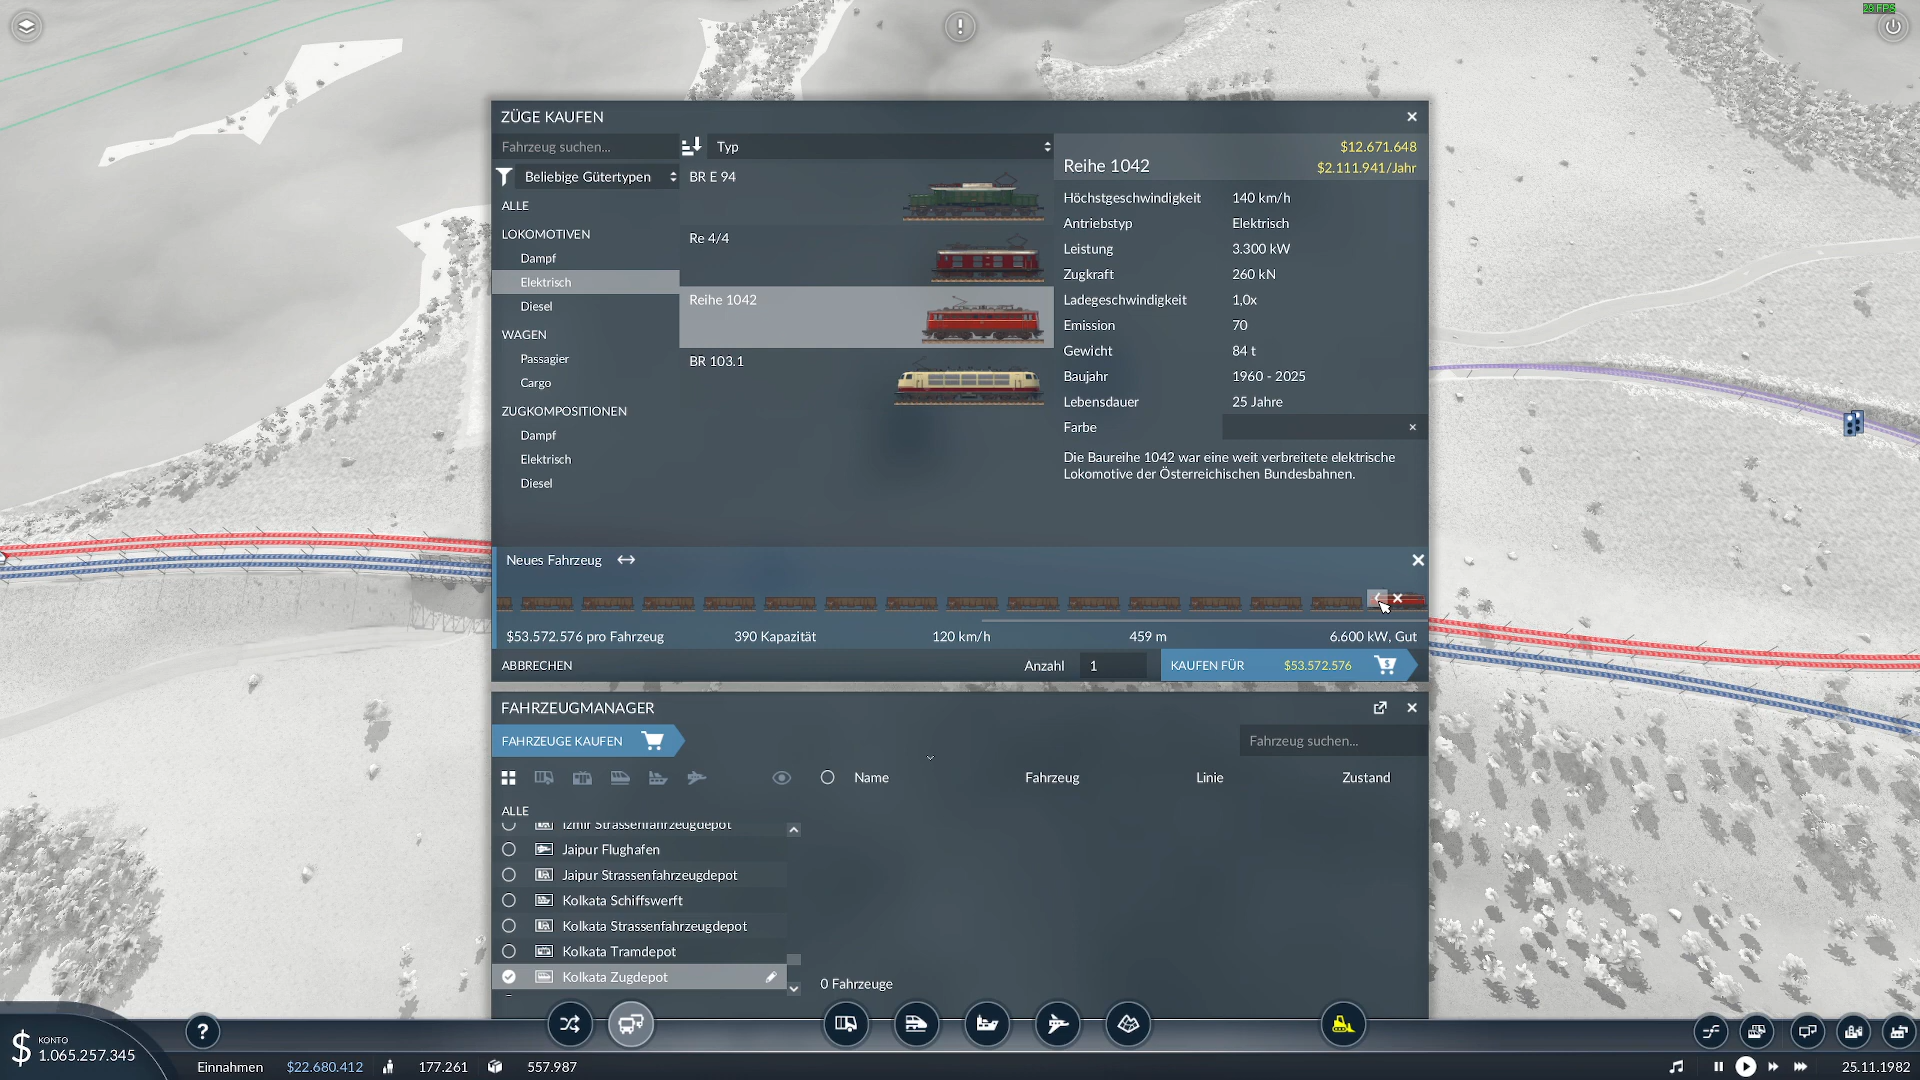 29 FPS
ZÜGE KAUFEN
Fahrzeug suchen...
Typ
Beliebige Gütertypen
ALLE
LOKOMOTIVEN
Dampf
Elektrisch
Diesel
WAGEN
Passagier
Cargo
ZUGKOMPOSITIONEN
Dampf
Elektrisch
Diesel
BR E 94
Re 4/4
Reihe 1042
BR 103.1
$12.671.648
Reihe 1042
$2.111.941/Jahr
Höchstgeschwindigkeit 140 km/h
Antriebstyp Elektrisch
Leistung 3.300 kW
Zugkraft 260 kN
Ladegeschwindigkeit 1,0x
Emission 70
Gewicht 84 t
Baujahr 1960 - 2025
Lebensdauer 25 Jahre
Farbe
Die Baureihe 1042 war eine weit verbreitete elektrische
Lokomotive der Österreichischen Bundesbahnen.
Neues Fahrzeug
$53.572.576 pro Fahrzeug 390 Kapazität 120 km/h 459 m 6.600 kW, Gut
ABBRECHEN Anzahl 1 KAUFEN FÜR $53.572.576
FAHRZEUGMANAGER
FAHRZEUGE KAUFEN
Fahrzeug suchen...
Name Fahrzeug Linie Zustand
ALLE
Izmir Strassenfahrzeugdepot
Jaipur Flughafen
Jaipur Strassenfahrzeugdepot
Kolkata Schiffswerft
Kolkata Strassenfahrzeugdepot
Kolkata Tramdepot
Kolkata Zugdepot
0 Fahrzeuge
KONTO
$ 1.065.257.345
?
Einnahmen $22.680.412 177.261 557.987
25.11.1982